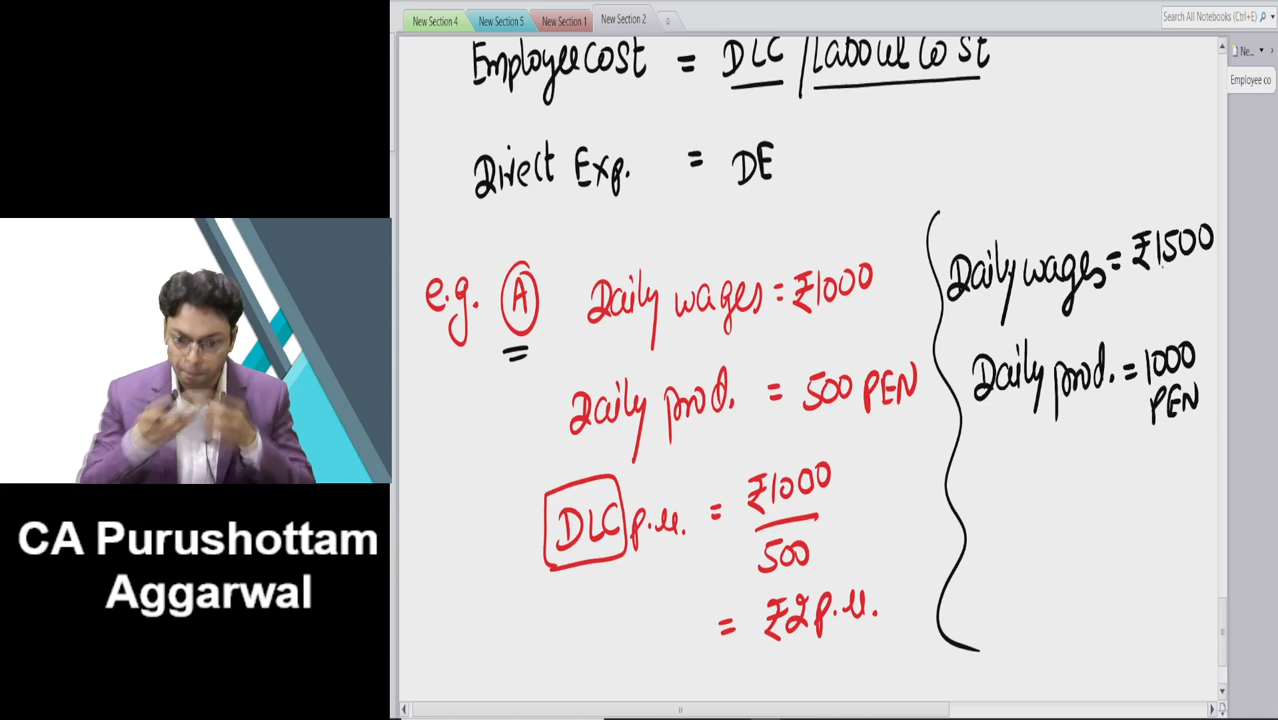 New Section 4
New Section 5
New Section 1
New Section 2
Search All Notebooks (Ctrl+E)
Ne...
Employee co
Employee cost = DLC / Labour Cost
Direct Exp. = DE
e.g. A Daily wages = ₹1000
Daily prod. = 500 PEN
DLC p.u. = ₹1000
500
= ₹2 p.u.
Daily wages = ₹1500
Daily prod. = 1000
PEN
CA Purushottam
Aggarwal